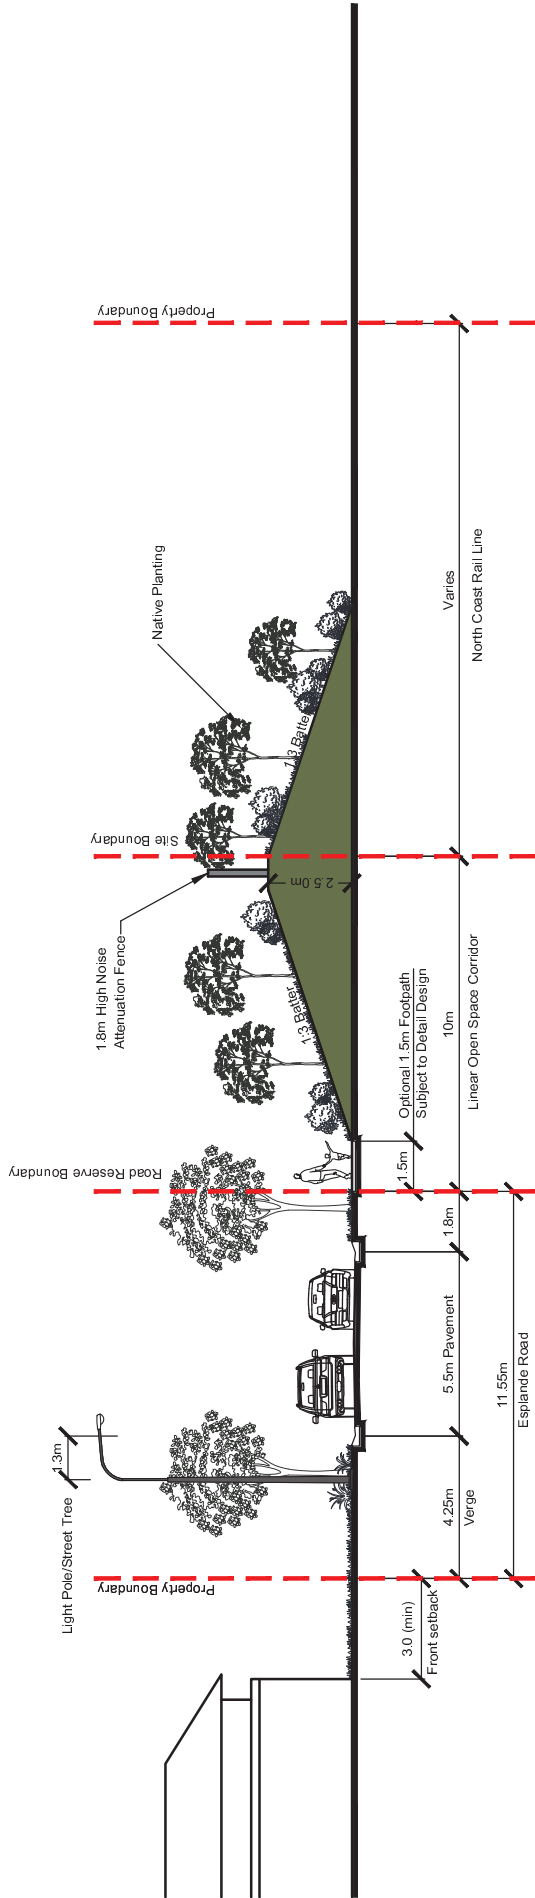 Light Pole/Street Tree
1.3m
Property Boundary
Road Reserve Boundary
1.8m High Noise
Attenuation Fence
Site Boundary
Native Planting
Property Boundary
1:3 Batter
2.5.0m
1:3 Batte
3.0 (min)
Front setback
4.25m
Verge
5.5m Pavement
1.8m
11.55m
Esplande Road
1.5m
Optional 1.5m Footpath
Subject to Detail Design
10m
Linear Open Space Corridor
Varies
North Coast Rail Line